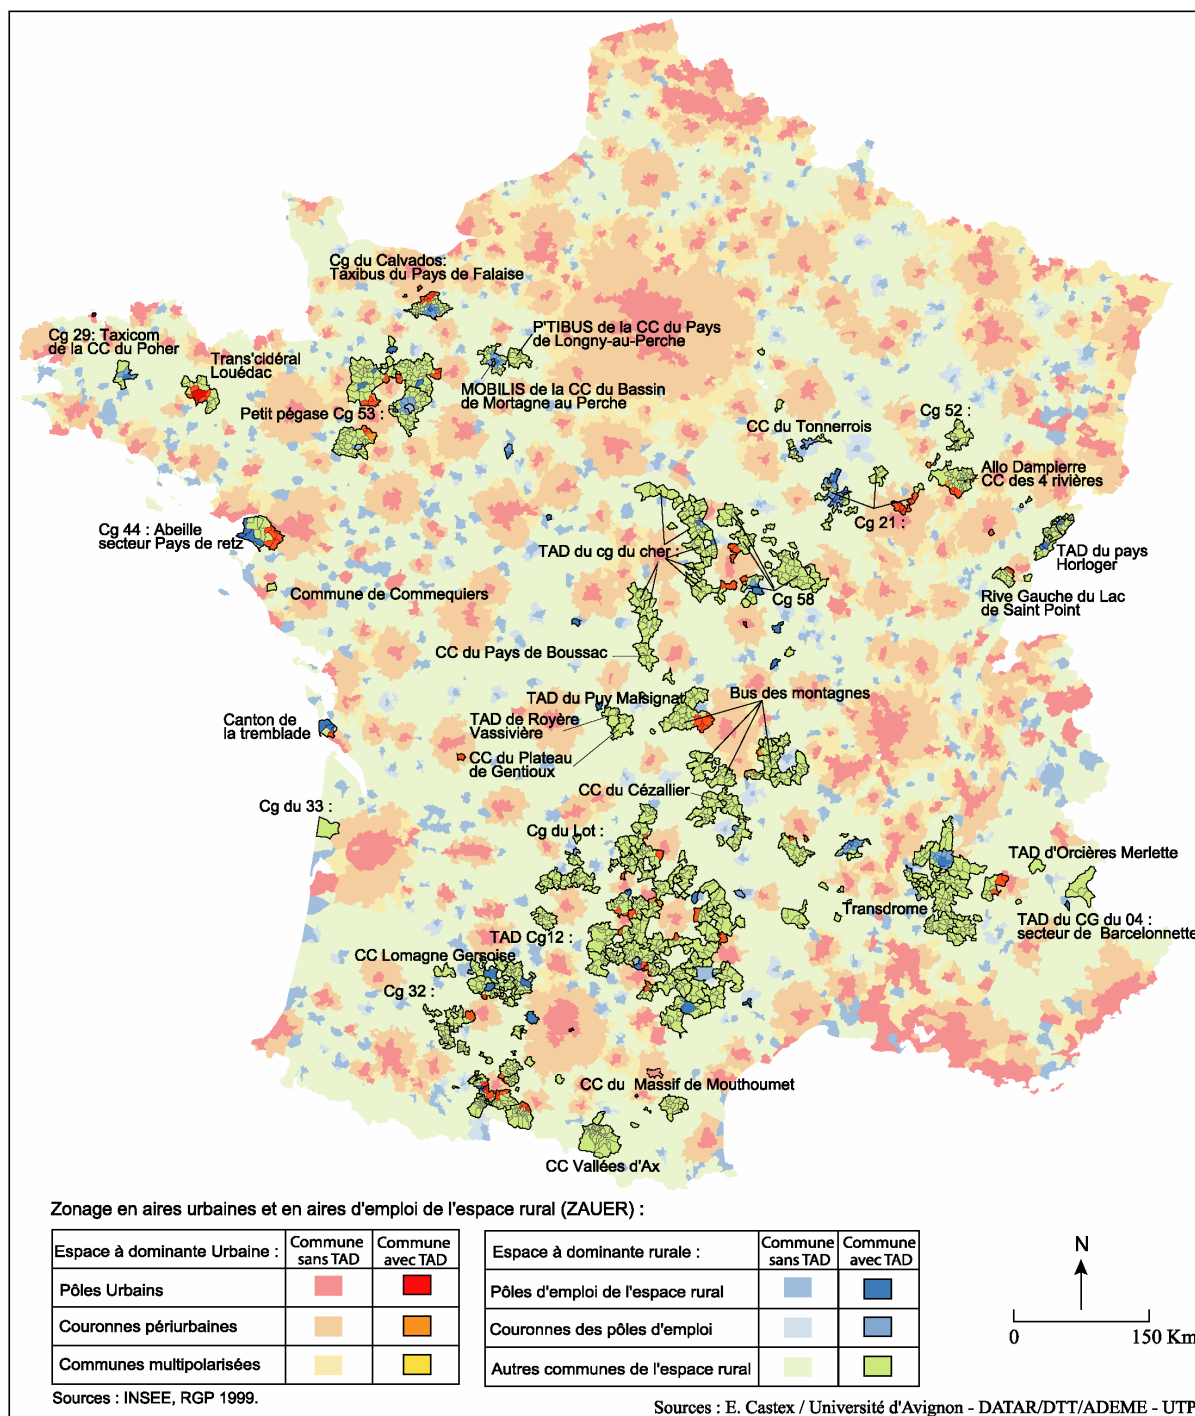 Cg du Calvados:
Taxibus du Pays de Falaise
Cg 29: Taxicom
de la CC du Poher
Trans'cidéral
Louédac
P'TIBUS de la CC du Pays
de Longny-au-Perche
MOBILIS de la CC du Bassin
de Mortagne au Perche
Petit pégase Cg 53 :
Cg 52 :
CC du Tonnerrois
Allo Dampierre
CC des 4 rivières
Cg 21 :
Cg 44 : Abeille
secteur Pays de retz
TAD du cg du cher :
TAD du pays
Horloger
Commune de Commequiers
Cg 58
Rive Gauche du Lac
de Saint Point
CC du Pays de Boussac
TAD du Puy Malsignat
Bus des montagnes
Canton de
la tremblade
TAD de Royère
Vassivière
CC du Plateau
de Gentioux
CC du Cézallier
Cg du 33 :
Cg du Lot :
TAD d'Orcières Merlette
Transdrome
TAD du CG du 04 :
secteur de Barcelonnette
TAD Cg12 :
CC Lomagne Gersoise
Cg 32 :
CC du Massif de Mouthoumet
CC Vallées d'Ax
Zonage en aires urbaines et en aires d'emploi de l'espace rural (ZAUER) :
Espace à dominante Urbaine :
Commune
sans TAD
Commune
avec TAD
Pôles Urbains
Couronnes périurbaines
Communes multipolarisées
Espace à dominante rurale :
Commune
sans TAD
Commune
avec TAD
Pôles d'emploi de l'espace rural
Couronnes des pôles d'emploi
Autres communes de l'espace rural
N
0 150 Km
Sources : INSEE, RGP 1999.
Sources : E. Castex / Université d'Avignon - DATAR/DTT/ADEME - UTP